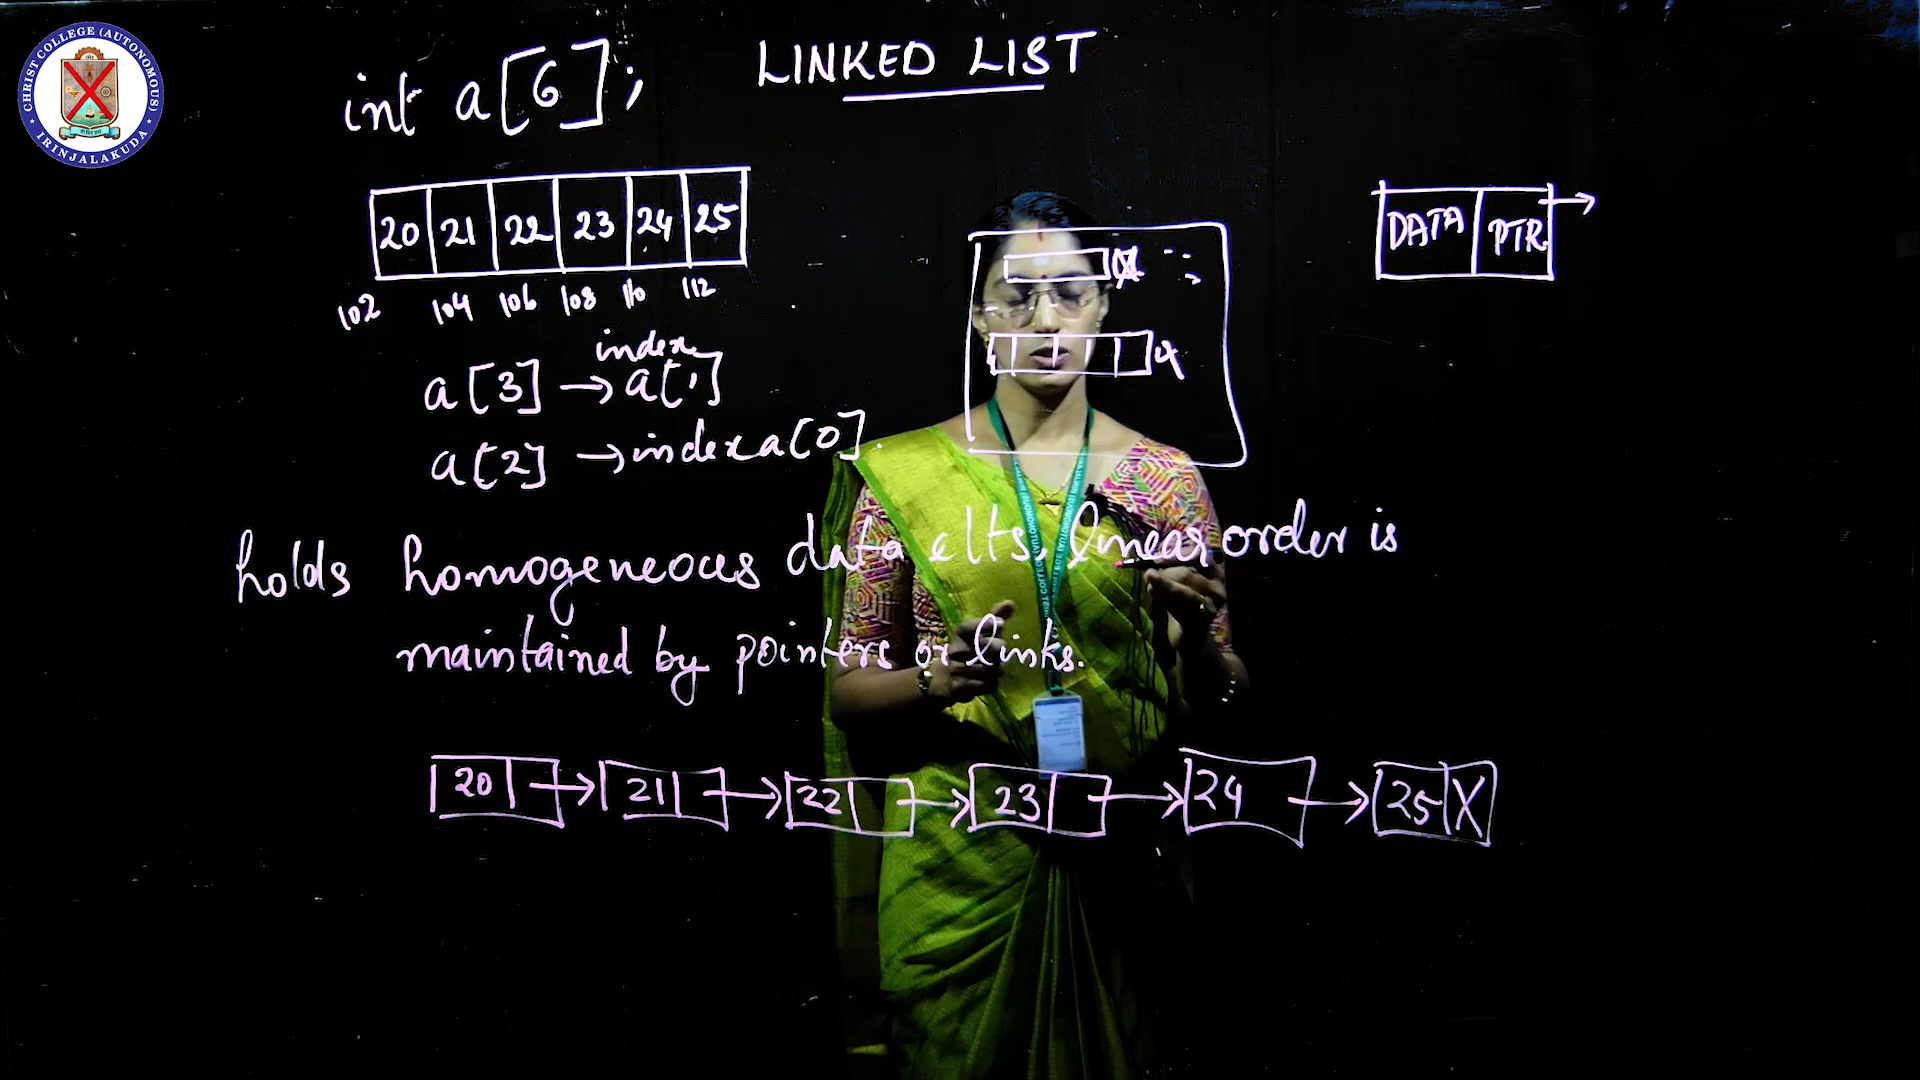 CHRIST COLLEGE (AUTONOMOUS)
IRINJALAKUDA
int a[6];
LINKED LIST
20 21 22 23 24 25
102 104 106 108 110 112
DATA PTR
index
a[3] → a[1]
a[2] → index a[0].
holds homogeneous data elts, linear order is
maintained by pointers or links.
20 → 21 → 22 → 23 → 24 → 25 X